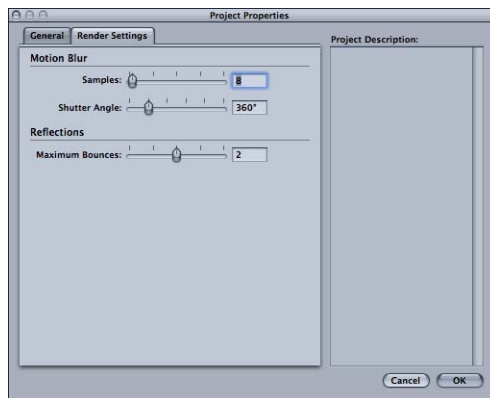 Project Properties
General
Render Settings
Project Description:
Motion Blur
Samples: 8
Shutter Angle: 360°
Reflections
Maximum Bounces: 2
Cancel
OK